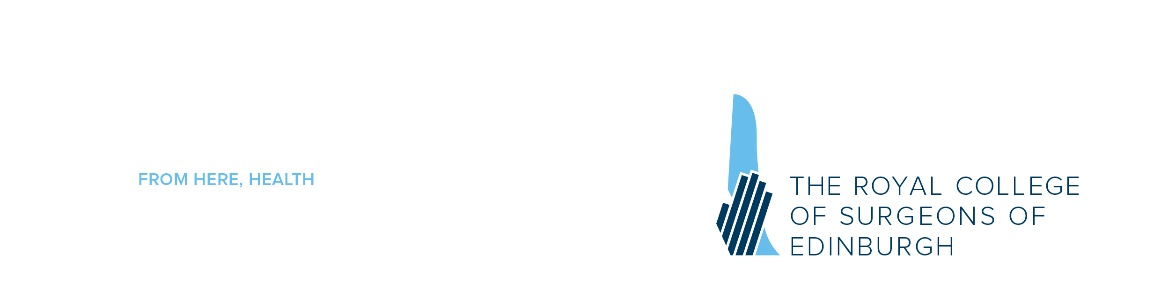 FROM HERE, HEALTH
THE ROYAL COLLEGE
OF SURGEONS OF
EDINBURGH